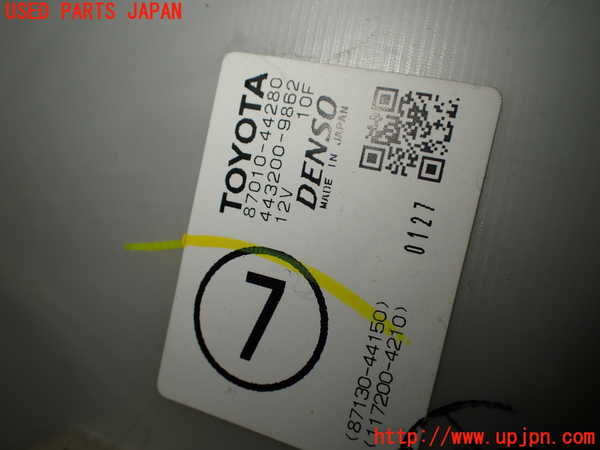 USED PARTS JAPAN
TOYOTA
87010-44280
443200-9862
12V 10F
DENSO
MADE IN JAPAN
0127
7
(87130-44150)
(117200-4210)
http://www.upjpn.com